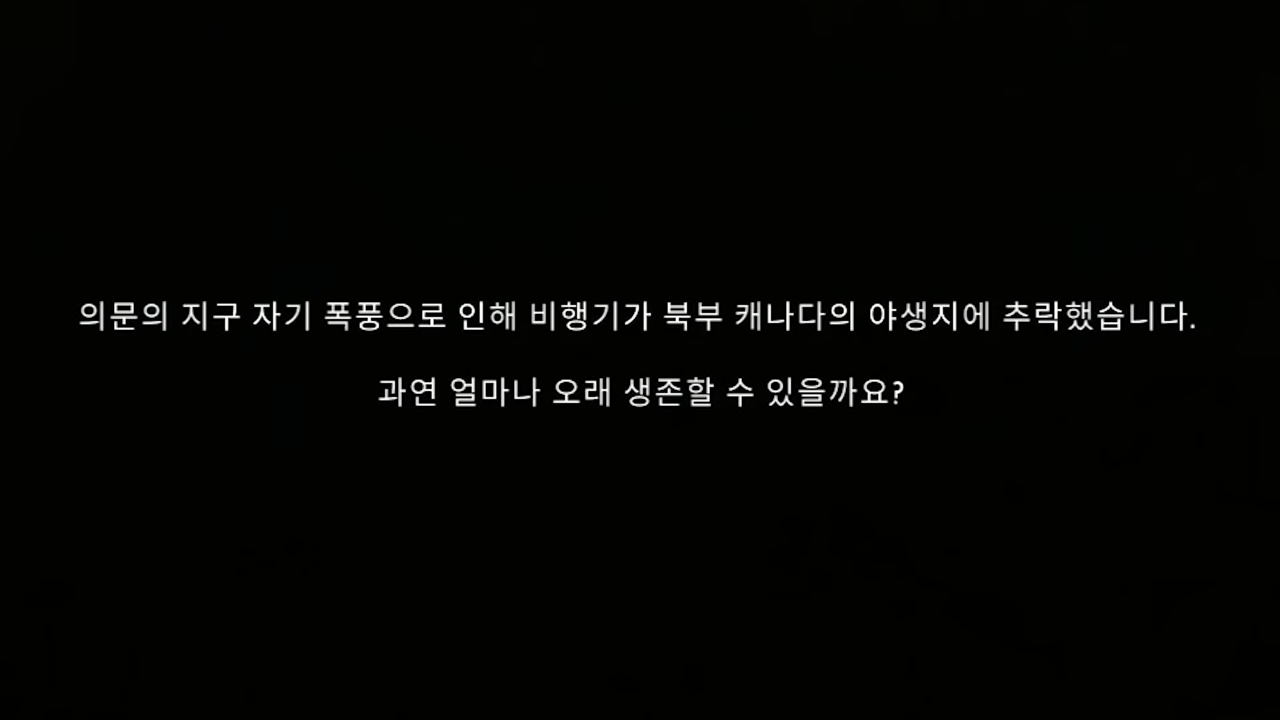 의문의 지구 자기 폭풍으로 인해 비행기가 북부 캐나다의 야생지에 추락했습니다.
과연 얼마나 오래 생존할 수 있을까요?